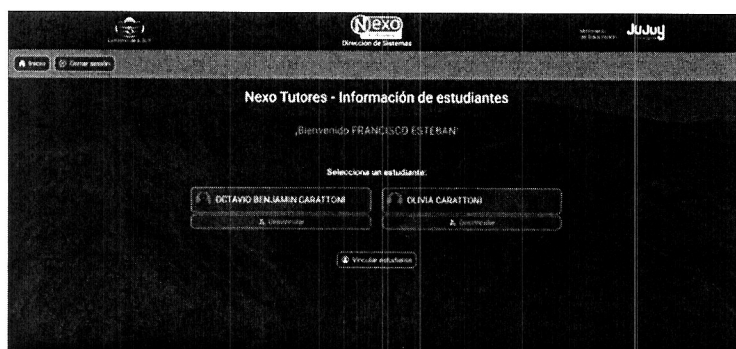 Nexo
Dirección de Sistemas
JuJuy
Inicio
Cerrar sesión
Nexo Tutores - Información de estudiantes
¡Bienvenido FRANCISCO ESTEBAN!
Selecciona un estudiante:
OCTAVIO BENJAMIN CARATTONI
OLIVIA CARATTONI
Desvincular
Desvincular
Vincular estudiante